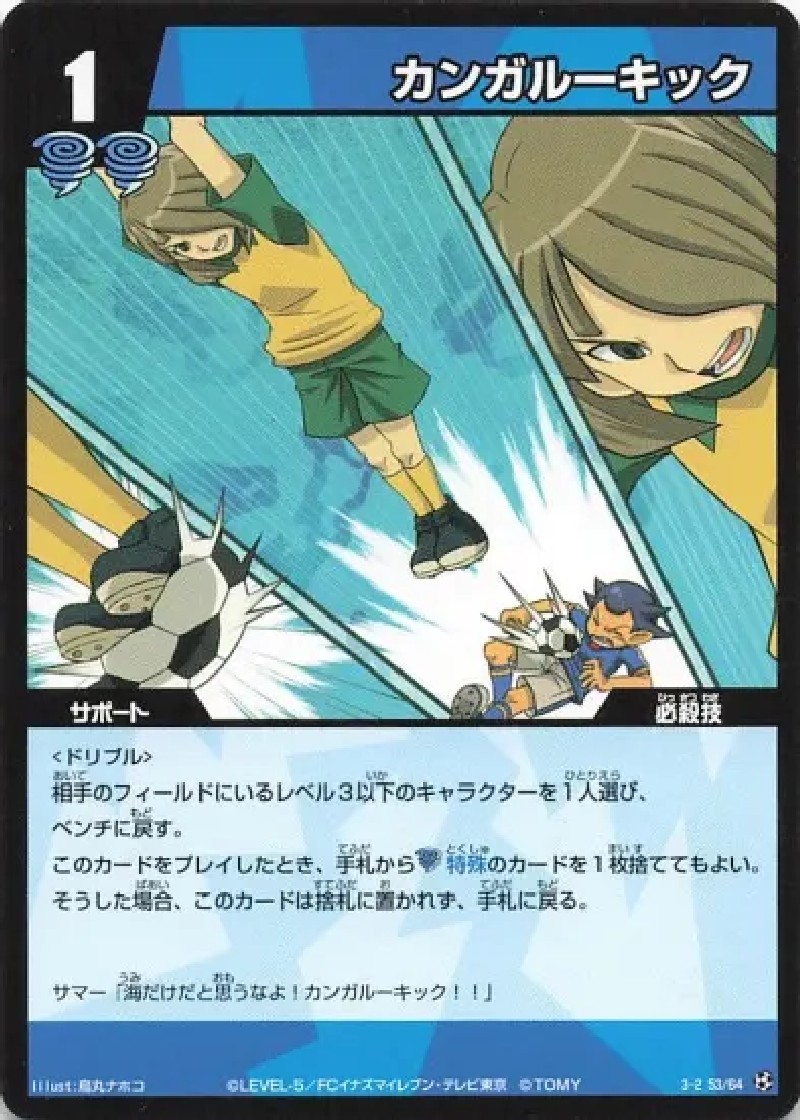 1
カンガルーキック
サポート
必殺技
<ドリブル>
相手のフィールドにいるレベル3以下のキャラクターを1人選び、
ベンチに戻す。
このカードをプレイしたとき、手札から特殊のカードを1枚捨ててもよい。
そうした場合、このカードは捨札に置かれず、手札に戻る。
サマー「海だけだと思うなよ!カンガルーキック!!」
Illust:烏丸ナホコ ©LEVEL-5/FCイナズマイレブン・テレビ東京 ©TOMY 3-2 53/64